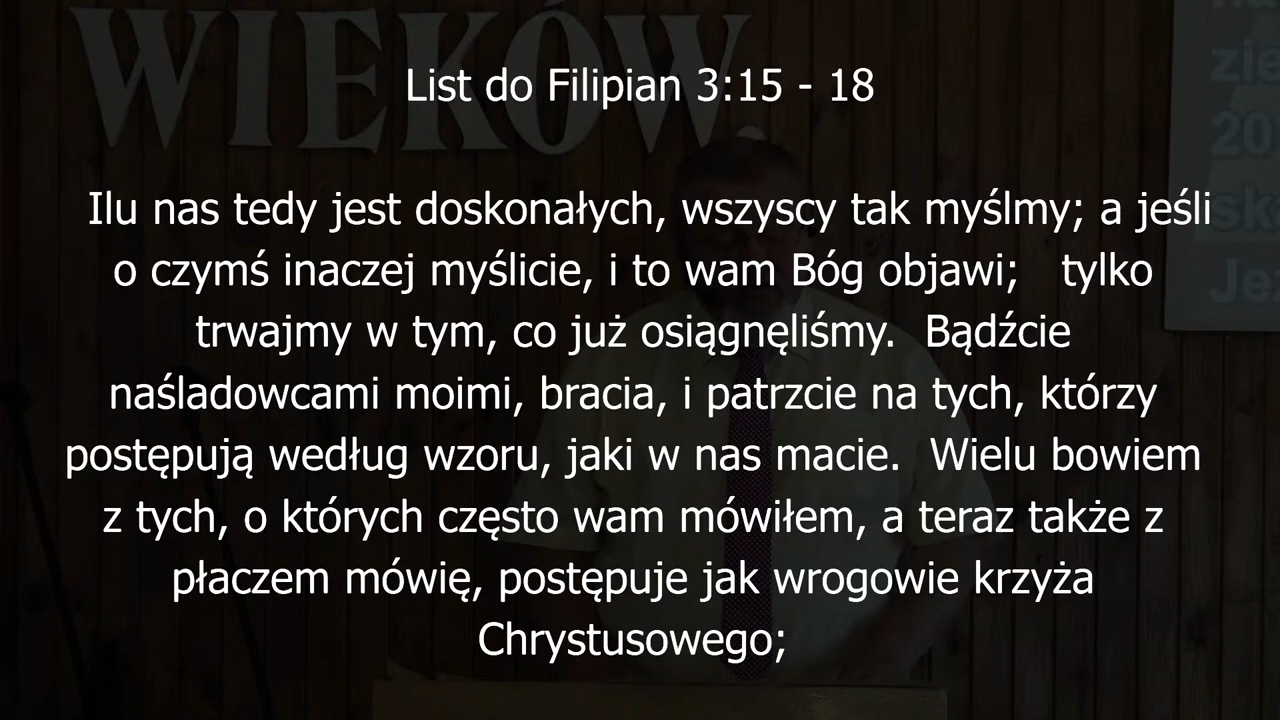 WIEKÓW.
List do Filipian 3:15 - 18
Ilu nas tedy jest doskonałych, wszyscy tak myślmy; a jeśli
o czymś inaczej myślicie, i to wam Bóg objawi; tylko
trwajmy w tym, co już osiągnęliśmy. Bądźcie
naśladowcami moimi, bracia, i patrzcie na tych, którzy
postępują według wzoru, jaki w nas macie. Wielu bowiem
z tych, o których często wam mówiłem, a teraz także z
płaczem mówię, postępuje jak wrogowie krzyża
Chrystusowego;